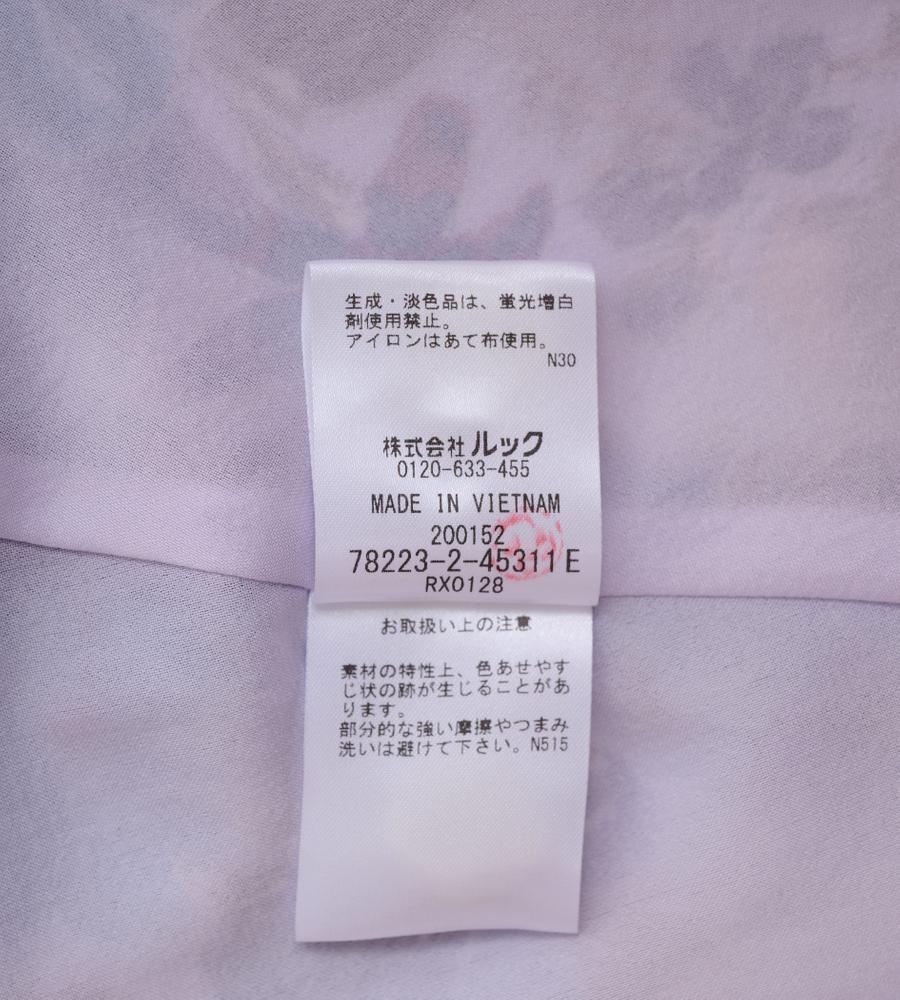 生成・淡色品は、蛍光増白
剤使用禁止。
アイロンはあて布使用。
N30
株式会社ルック
0120-633-455
MADE IN VIETNAM
200152
78223-2-45311E
RX0128
お取扱い上の注意
素材の特性上、色あせやす
じ状の跡が生じることがあ
ります。
部分的な強い摩擦やつまみ
洗いは避けて下さい。N515